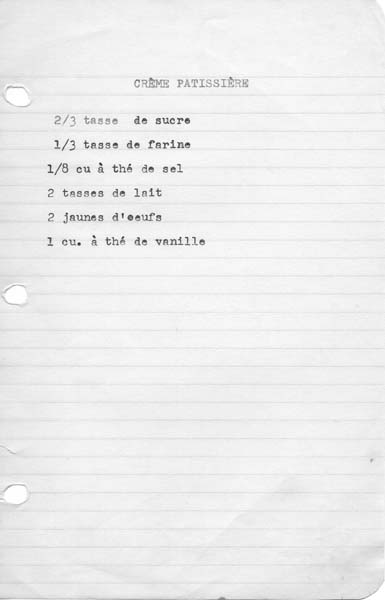 CRÊME PATISSIÈRE
2/3 tasse de sucre
1/3 tasse de farine
1/8 cu à thé de sel
2 tasses de lait
2 jaunes d'oeufs
1 cu. à thé de vanille